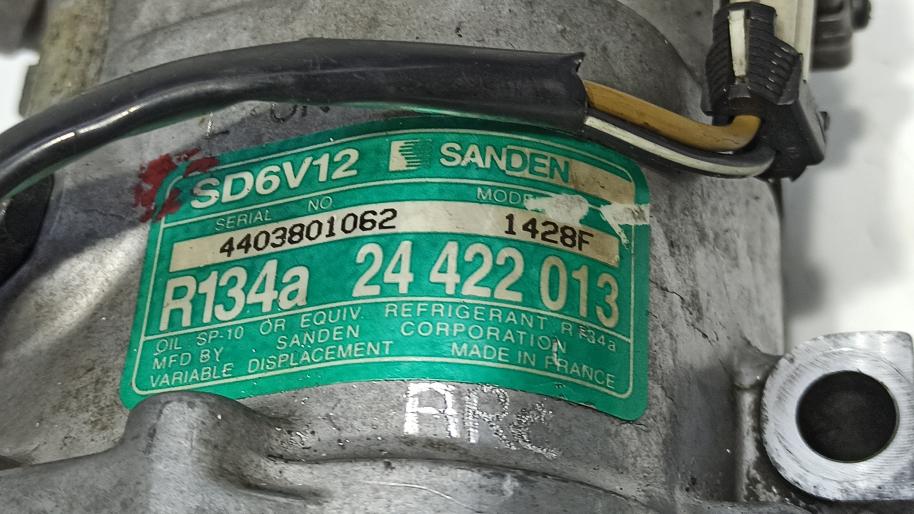 SD6V12 SANDEN
SERIAL NO MODE
4403801062 1428F
R134a 24 422 013
OIL SP-10 OR EQUIV. REFRIGERANT R134a
MFD BY SANDEN CORPORATION
VARIABLE DISPLACEMENT MADE IN FRANCE